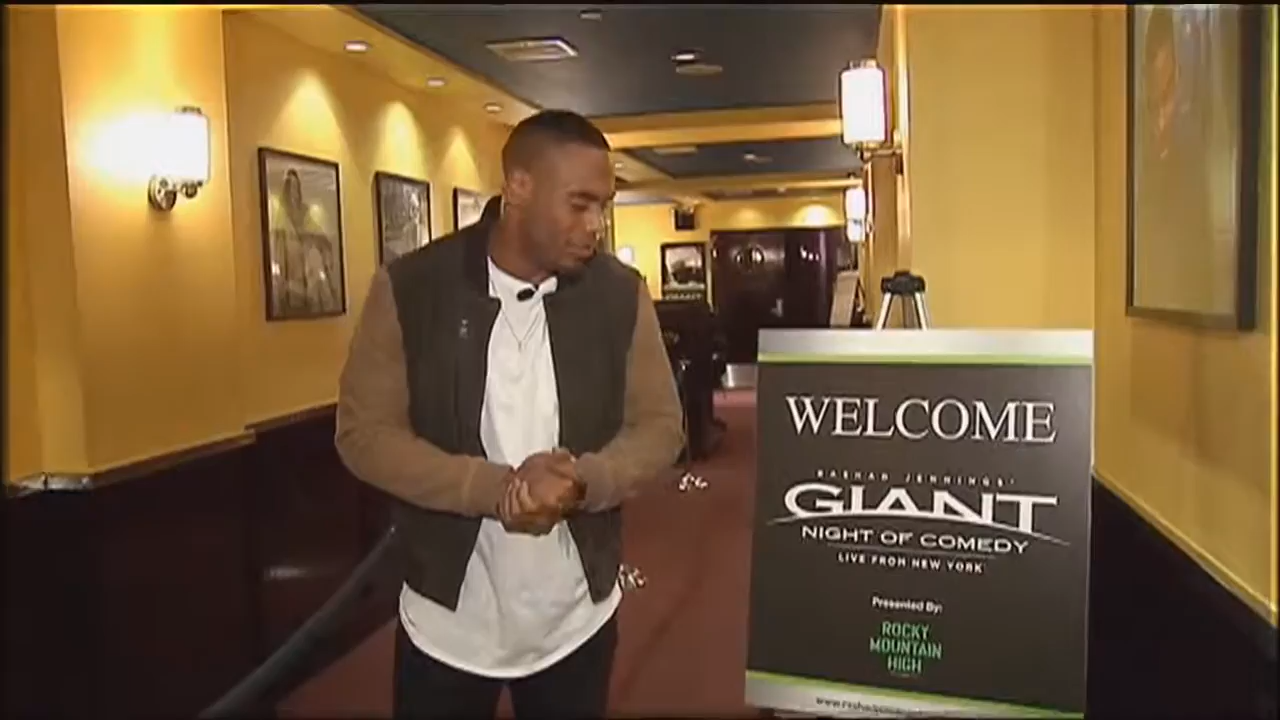 WELCOME
RASHAD JENNINGS'
GIANT
NIGHT OF COMEDY
LIVE FROM NEW YORK
Presented By:
ROCKY
MOUNTAIN
HIGH